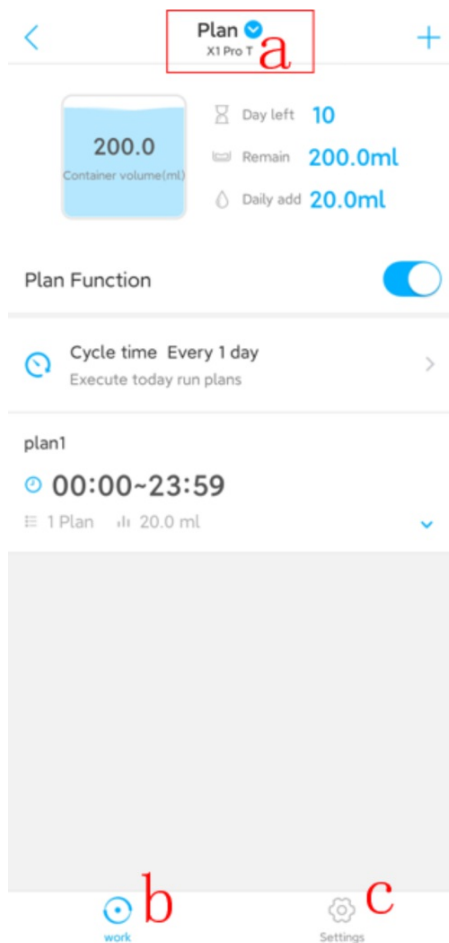 Plan
a
X1 Pro T
200.0
Container volume(ml)
Day left 10
Remain 200.0ml
Daily add 20.0ml
Plan Function
Cycle time Every 1 day
Execute today run plans
plan1
00:00~23:59
1 Plan 20.0 ml
b
c
work
Settings